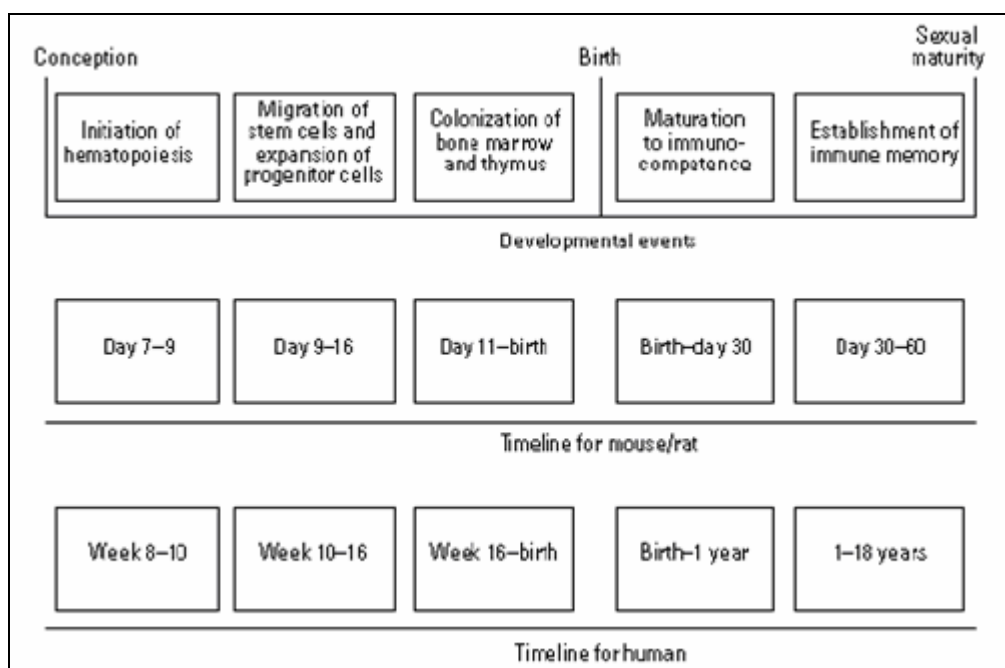 Conception
Birth
Sexual
maturity
Initiation of
hematopoiesis
Migration of
stem cells and
expansion of
progenitor cells
Colonization of
bone marrow
and thymus
Maturation
to immuno-
competence
Establishment of
immune memory
Developmental events
Day 7–9
Day 9–16
Day 11–birth
Birth–day 30
Day 30–60
Timeline for mouse/rat
Week 8–10
Week 10–16
Week 16–birth
Birth–1 year
1–18 years
Timeline for human